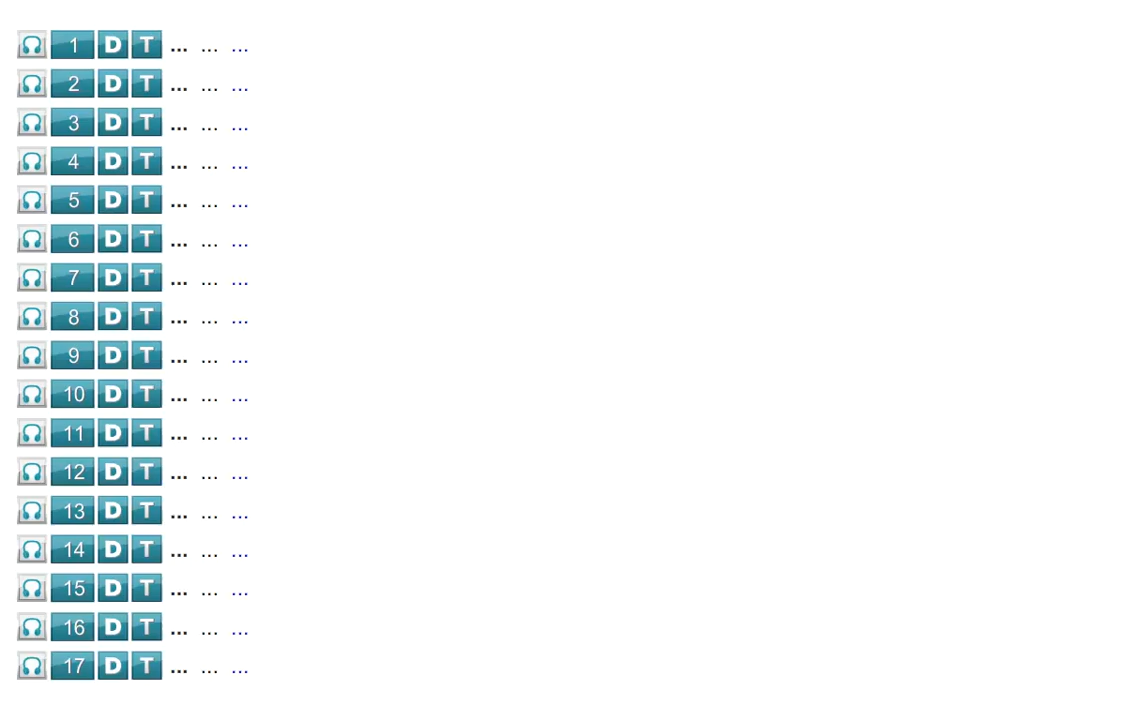 1 D T ... ... ...
2 D T ... ... ...
3 D T ... ... ...
4 D T ... ... ...
5 D T ... ... ...
6 D T ... ... ...
7 D T ... ... ...
8 D T ... ... ...
9 D T ... ... ...
10 D T ... ... ...
11 D T ... ... ...
12 D T ... ... ...
13 D T ... ... ...
14 D T ... ... ...
15 D T ... ... ...
16 D T ... ... ...
17 D T ... ... ...